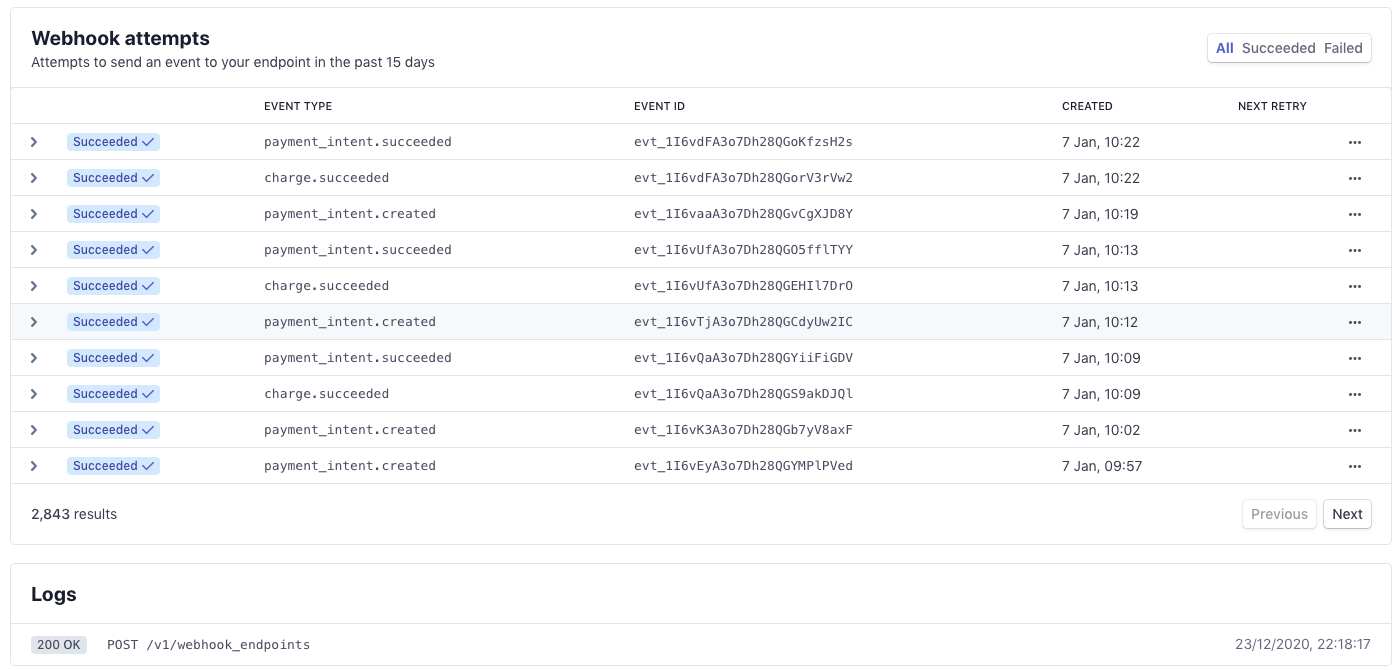 Webhook attempts
Attempts to send an event to your endpoint in the past 15 days
All Succeeded Failed
EVENT TYPE EVENT ID CREATED NEXT RETRY
Succeeded payment_intent.succeeded evt_1I6vdFA3o7Dh28QGoKfzsH2s 7 Jan, 10:22
Succeeded charge.succeeded evt_1I6vdFA3o7Dh28QGorV3rVw2 7 Jan, 10:22
Succeeded payment_intent.created evt_1I6vaaA3o7Dh28QGvCgXJD8Y 7 Jan, 10:19
Succeeded payment_intent.succeeded evt_1I6vUfA3o7Dh28QGO5fflTYY 7 Jan, 10:13
Succeeded charge.succeeded evt_1I6vUfA3o7Dh28QGEHIl7DrO 7 Jan, 10:13
Succeeded payment_intent.created evt_1I6vTjA3o7Dh28QGCdyUw2IC 7 Jan, 10:12
Succeeded payment_intent.succeeded evt_1I6vQaA3o7Dh28QGYiiFiGDV 7 Jan, 10:09
Succeeded charge.succeeded evt_1I6vQaA3o7Dh28QGS9akDJQl 7 Jan, 10:09
Succeeded payment_intent.created evt_1I6vK3A3o7Dh28QGb7yV8axF 7 Jan, 10:02
Succeeded payment_intent.created evt_1I6vEyA3o7Dh28QGYMPlPVed 7 Jan, 09:57
2,843 results
Previous Next
Logs
200 OK POST /v1/webhook_endpoints 23/12/2020, 22:18:17